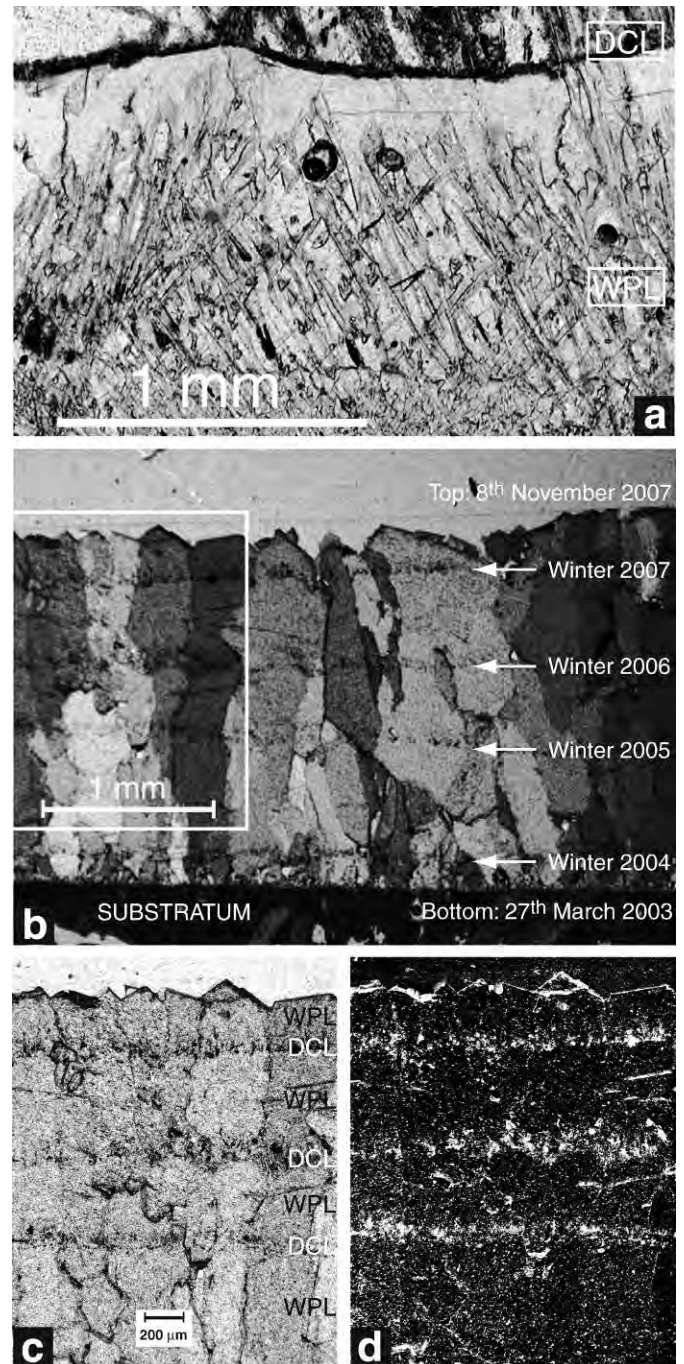 DCL
WPL
1 mm
a
Top: 8th November 2007
Winter 2007
Winter 2006
1 mm
Winter 2005
Winter 2004
b
SUBSTRATUM
Bottom: 27th March 2003
WPL
DCL
WPL
DCL
WPL
DCL
WPL
200 µm
c
d